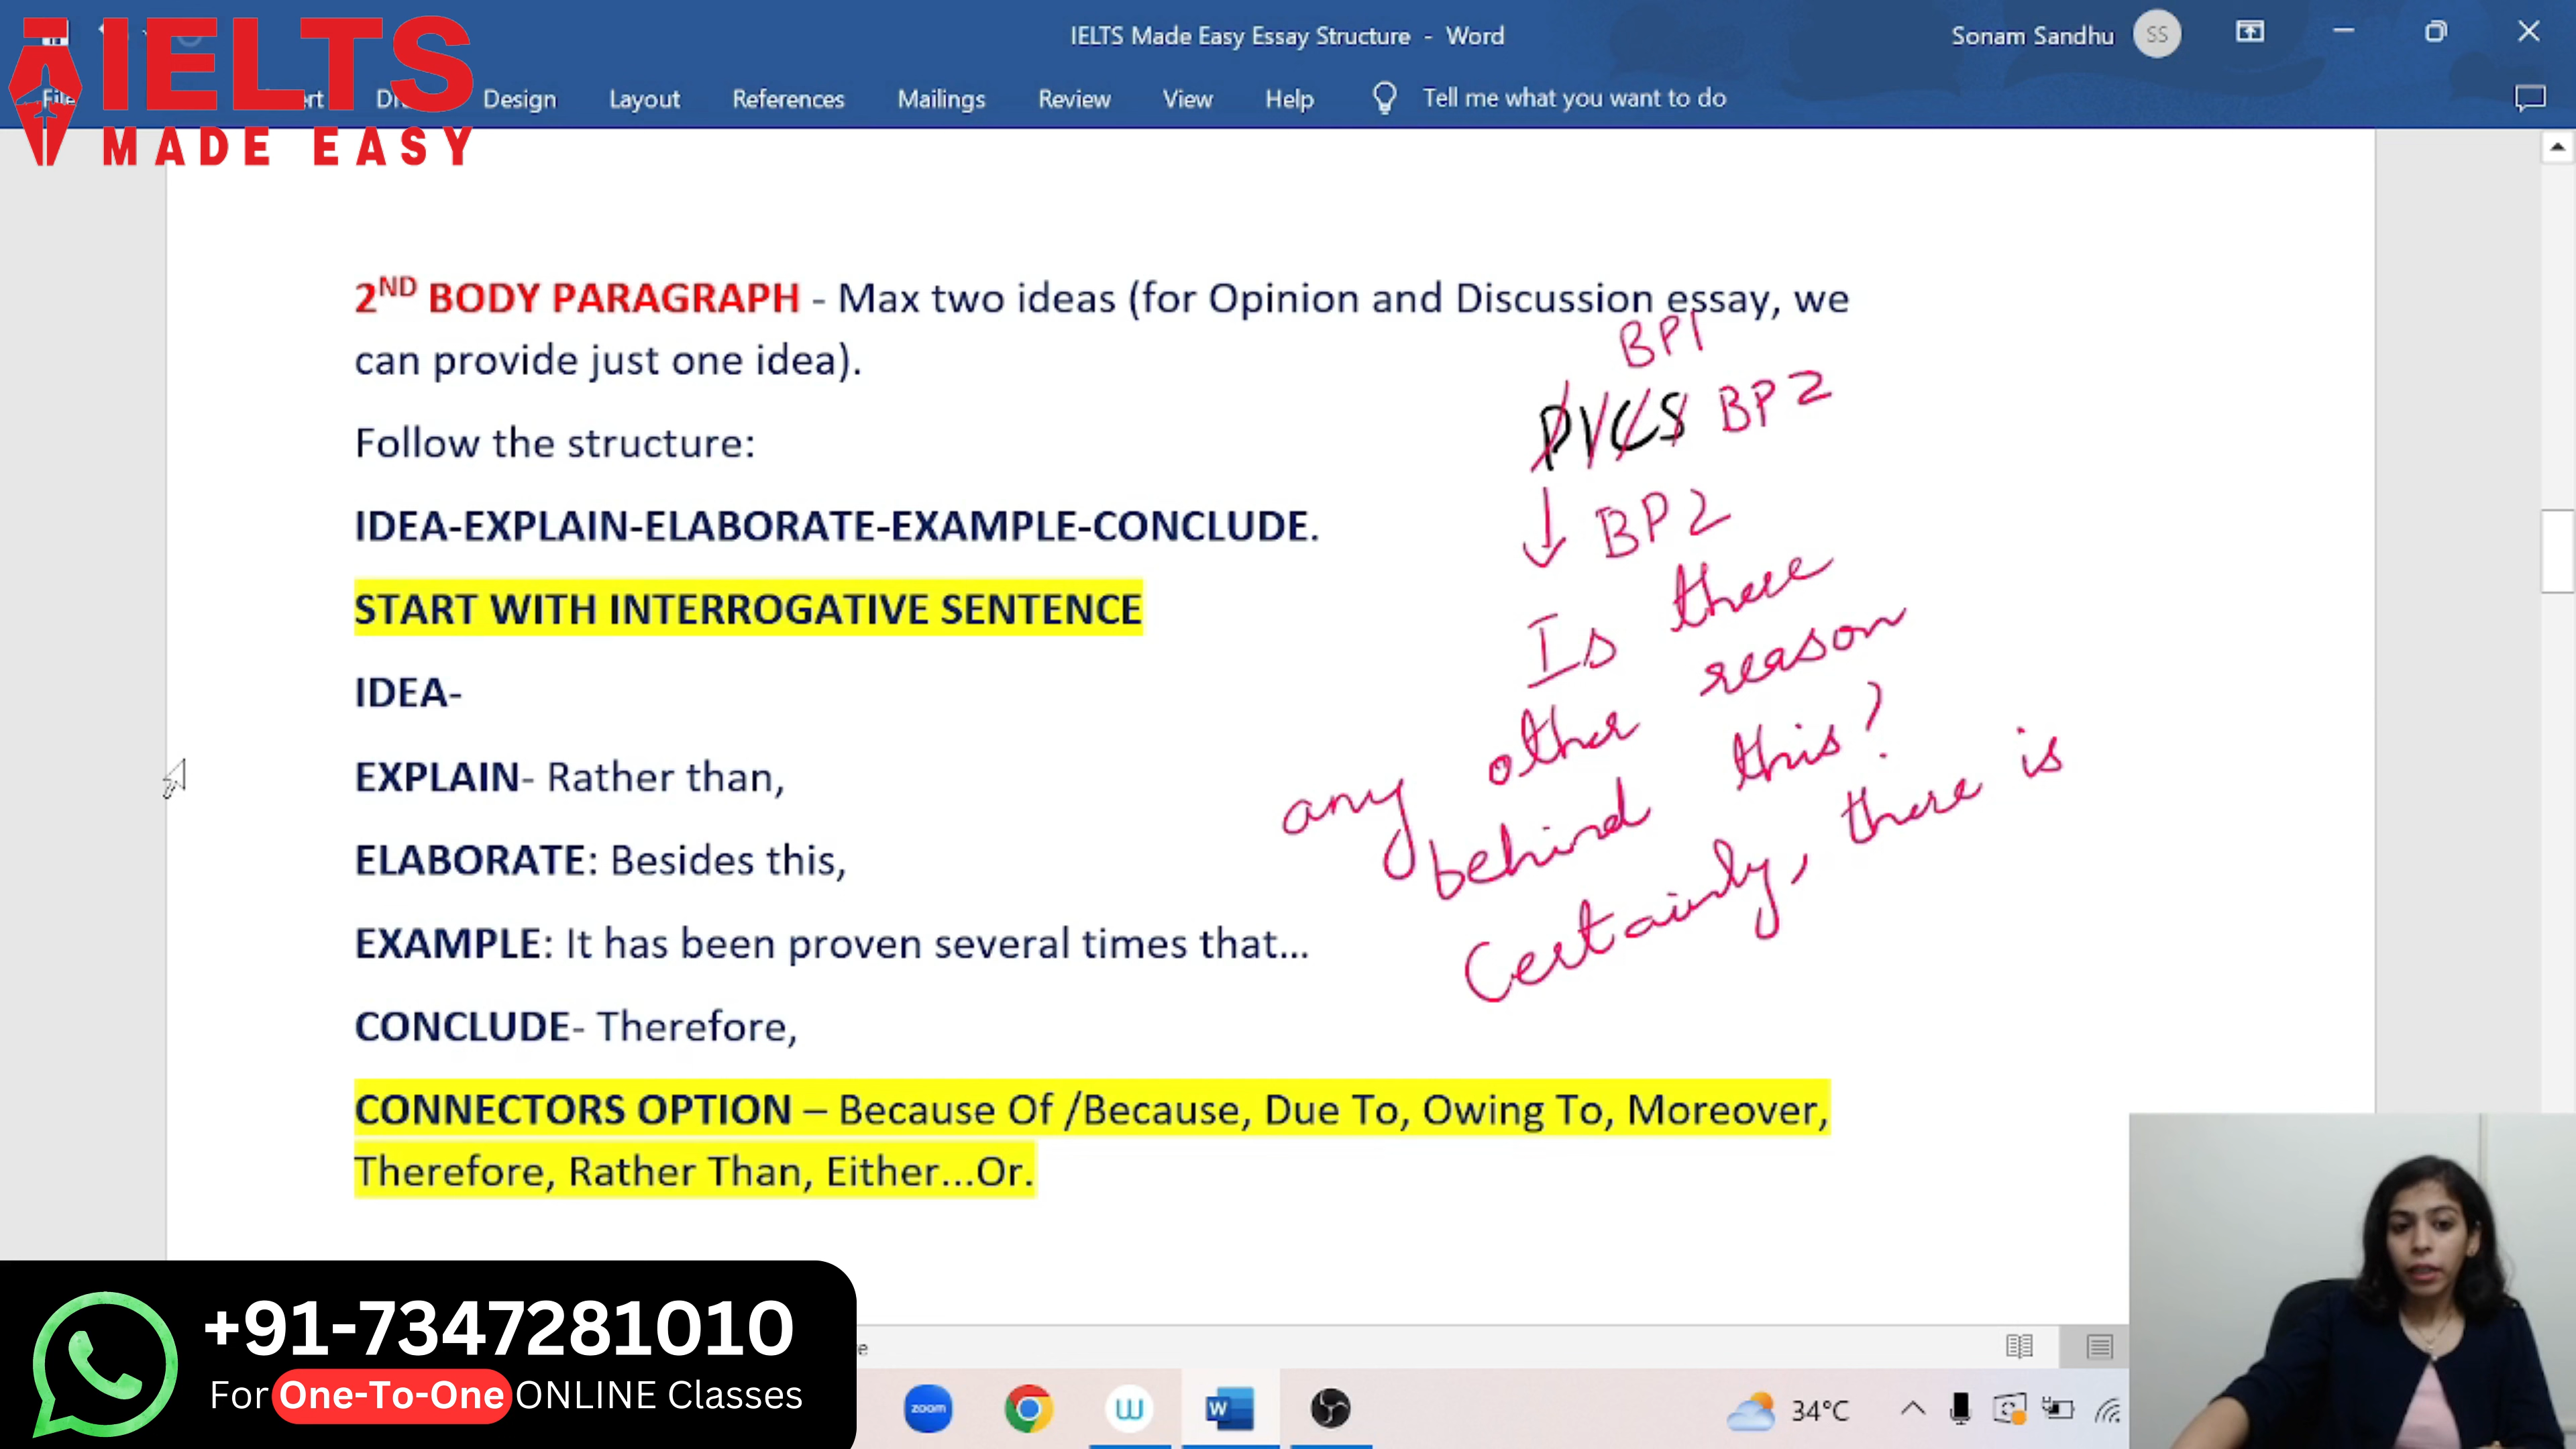 IELTS
MADE EASY
IELTS Made Easy Essay Structure - Word
Sonam Sandhu SS
File
Design Layout References Mailings Review View Help Tell me what you want to do
2ND BODY PARAGRAPH - Max two ideas (for Opinion and Discussion essay, we
can provide just one idea).
Follow the structure:
IDEA-EXPLAIN-ELABORATE-EXAMPLE-CONCLUDE.
START WITH INTERROGATIVE SENTENCE
IDEA-
EXPLAIN- Rather than,
ELABORATE: Besides this,
EXAMPLE: It has been proven several times that...
CONCLUDE- Therefore,
CONNECTORS OPTION – Because Of /Because, Due To, Owing To, Moreover,
Therefore, Rather Than, Either...Or.
BP1
PVCS BP2
BP2
Is there
any other reason
behind this?
Certainly, there is
+91-7347281010
For One-To-One ONLINE Classes
zoom
W
34°C